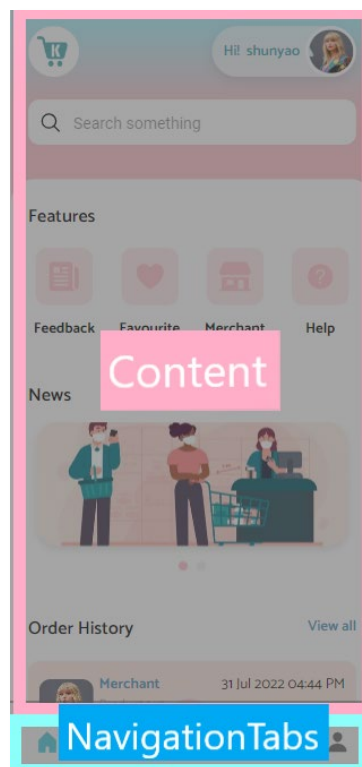 K
Hi! shunyao
Search something
Features
Feedback Favourite Merchant Help
Content
News
Order History View all
Merchant 31 Jul 2022 04:44 PM
NavigationTabs